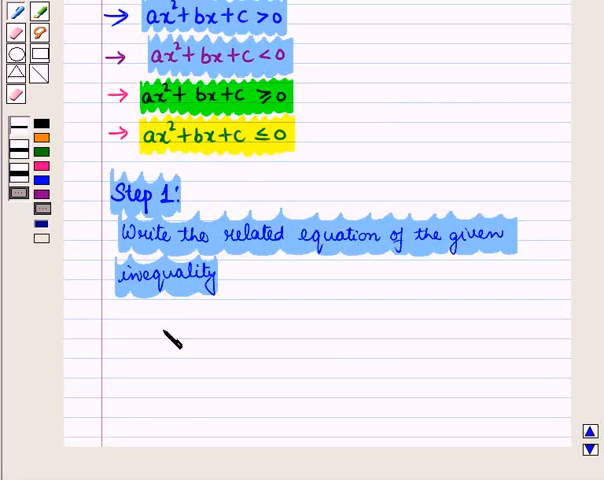 → ax²+bx+c >0
→ ax²+bx+c <0
→ ax²+ bx+c ⩾0
→ ax²+bx+c ≤0
Step 1:
Write the related equation of the given
inequality